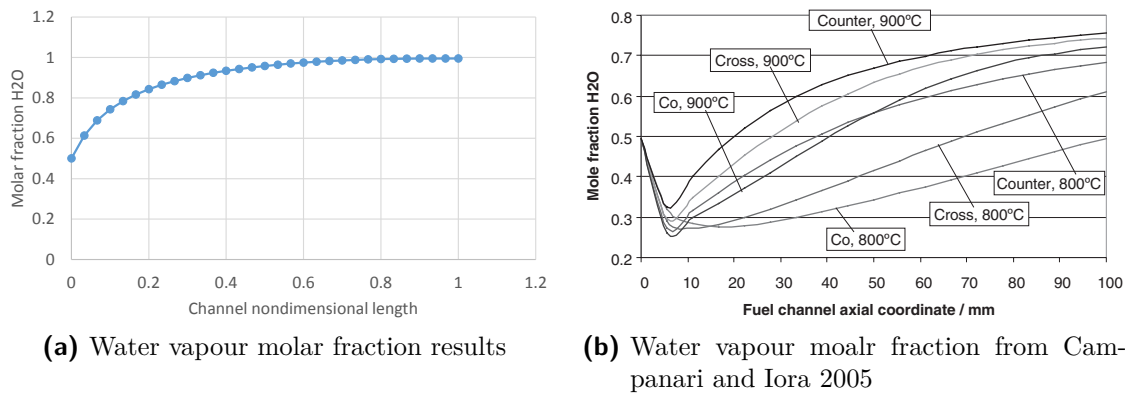 1.2
1
0.8
0.6
0.4
0.2
0
Molar fraction H2O
0
0.2
0.4
0.6
0.8
1
1.2
Channel nondimensional length
(a) Water vapour molar fraction results
0.8
0.7
0.6
0.5
0.4
0.3
0.2
Mole fraction H2O
Counter, 900ºC
Cross, 900ºC
Co, 900ºC
Counter, 800ºC
Cross, 800ºC
Co, 800ºC
0
10
20
30
40
50
60
70
80
90
100
Fuel channel axial coordinate / mm
(b) Water vapour moalr fraction from Cam-
panari and Iora 2005